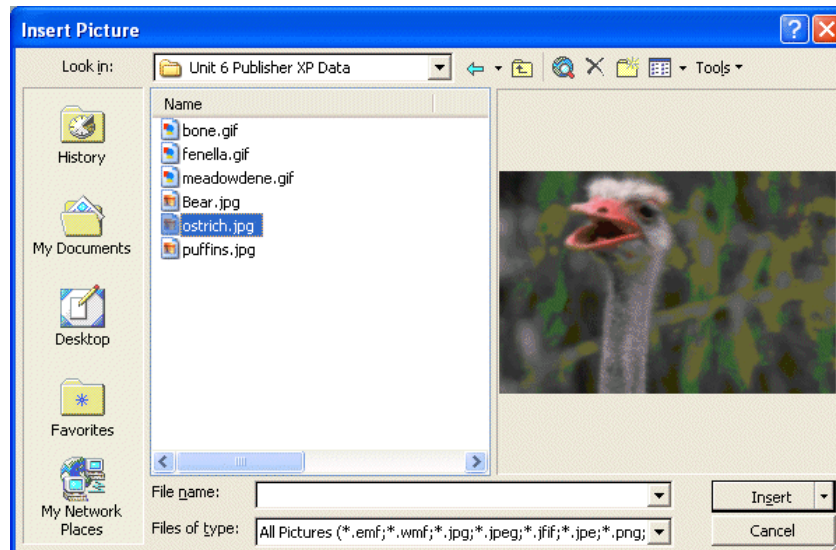 Insert Picture
Look in:
Unit 6 Publisher XP Data
Tools
Name
bone.gif
fenella.gif
meadowdene.gif
Bear.jpg
ostrich.jpg
puffins.jpg
History
My Documents
Desktop
Favorites
My Network
Places
File name:
Insert
Files of type:
All Pictures (*.emf;*.wmf;*.jpg;*.jpeg;*.jfif;*.jpe;*.png;
Cancel